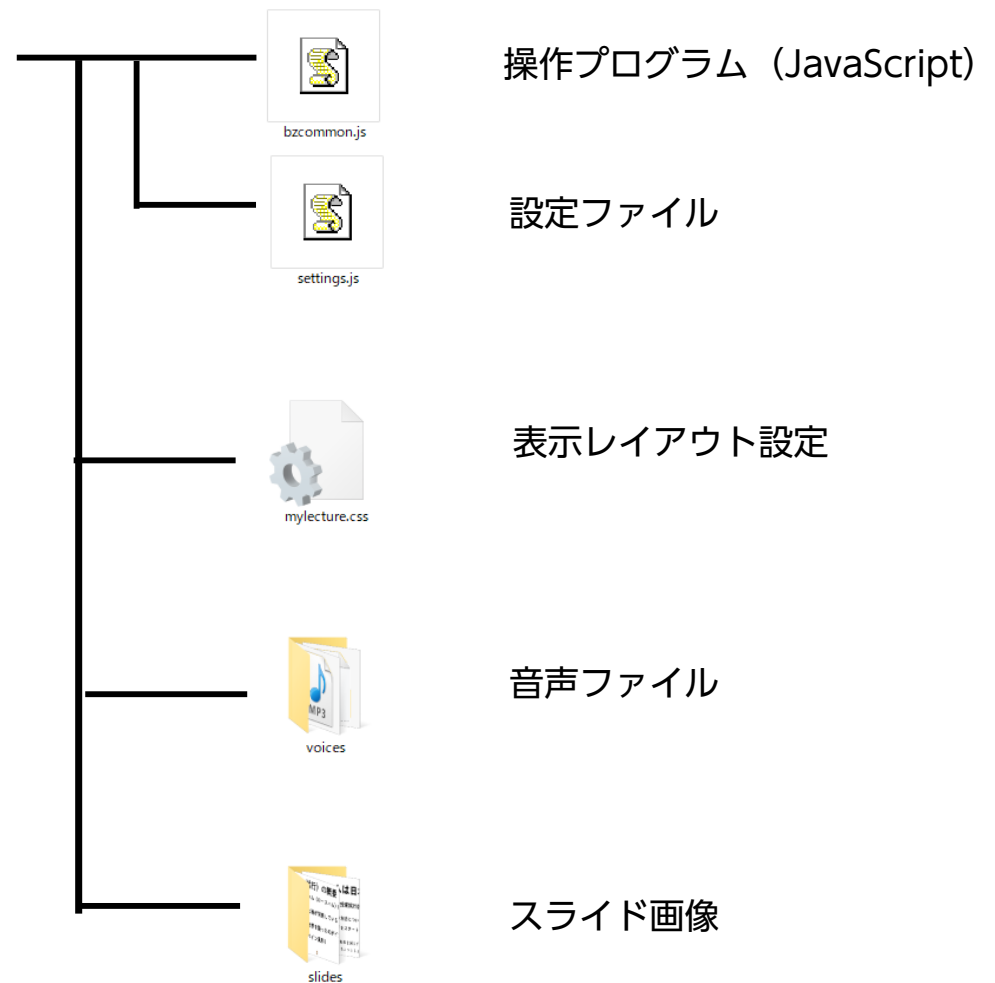 操作プログラム（JavaScript）
bzcommon.js
設定ファイル
settings.js
表示レイアウト設定
mylecture.css
音声ファイル
MP3
voices
スライド画像
slides